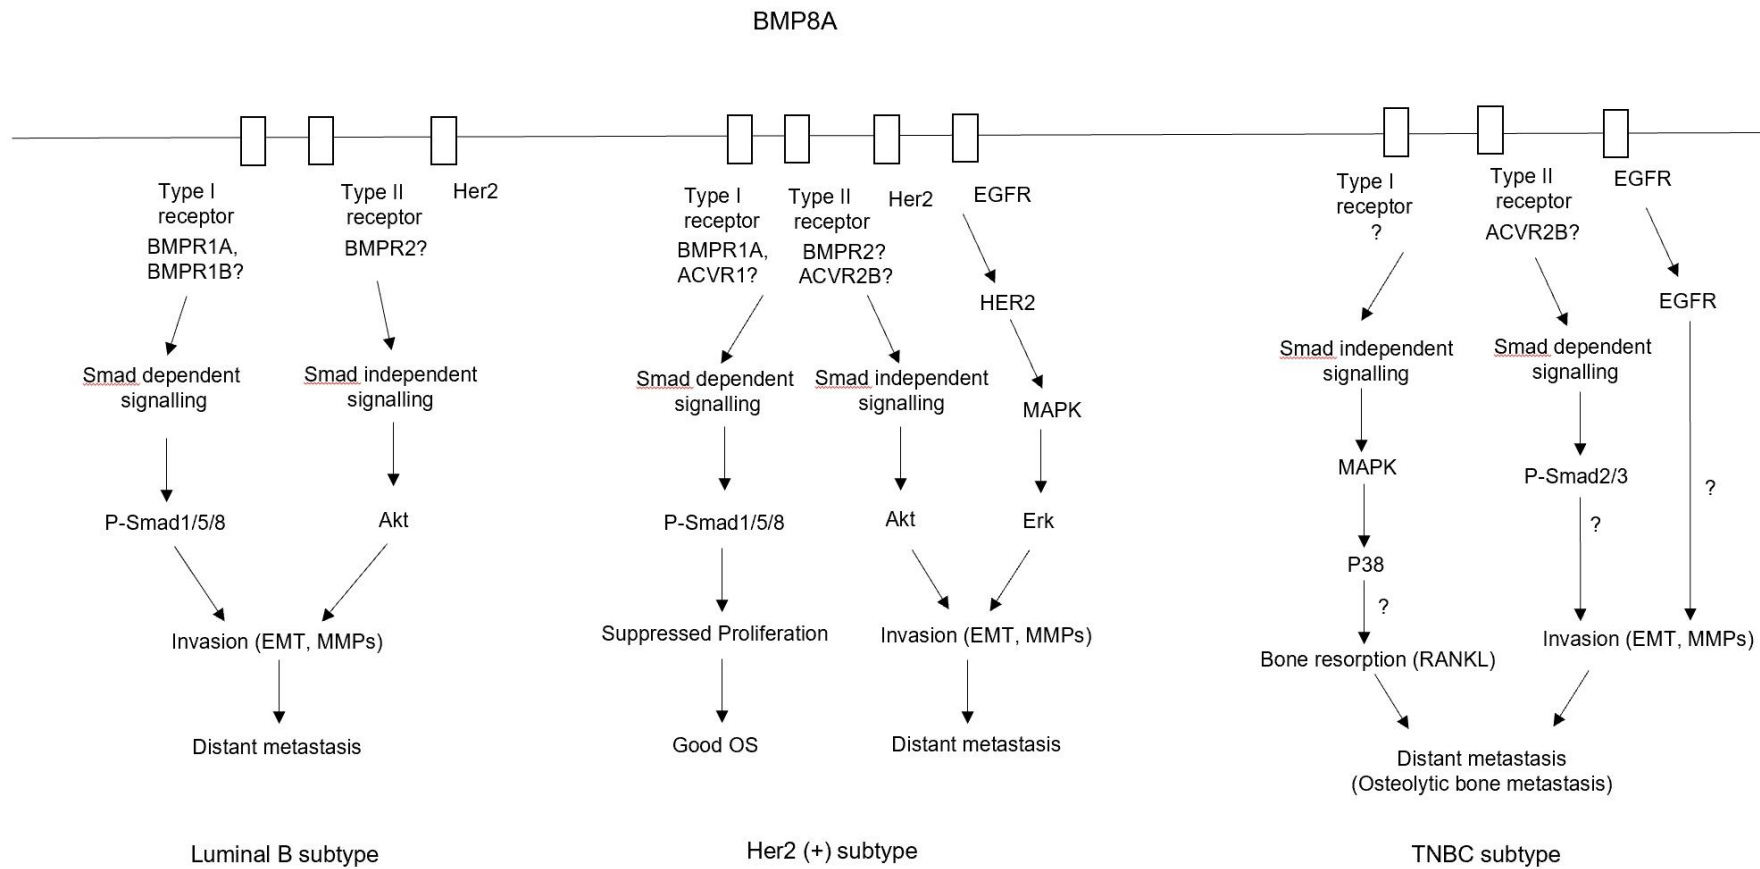 BMP8A
Type I
receptor
BMPR1A,
BMPR1B?
Type II
receptor
BMPR2?
Her2
Smad dependent
signalling
Smad independent
signalling
P-Smad1/5/8
Akt
Invasion (EMT, MMPs)
Distant metastasis
Luminal B subtype
Type I
receptor
BMPR1A,
ACVR1?
Type II
receptor
BMPR2?
ACVR2B?
Her2
EGFR
HER2
Smad dependent
signalling
Smad independent
signalling
MAPK
P-Smad1/5/8
Akt
Erk
Suppressed Proliferation
Invasion (EMT, MMPs)
Good OS
Distant metastasis
Her2 (+) subtype
Type I
receptor
?
Type II
receptor
ACVR2B?
EGFR
EGFR
Smad independent
signalling
Smad dependent
signalling
MAPK
P-Smad2/3
?
?
P38
?
Bone resorption (RANKL)
Invasion (EMT, MMPs)
Distant metastasis
(Osteolytic bone metastasis)
TNBC subtype